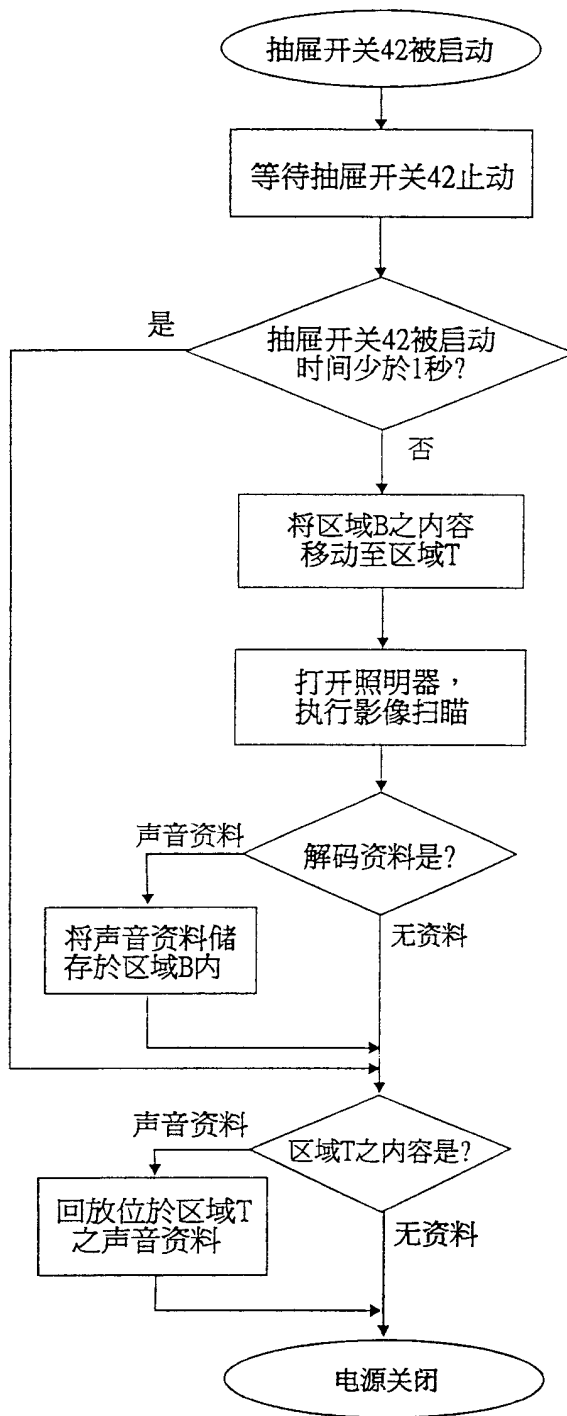 抽屉开关42被启动
等待抽屉开关42止动
是
抽屉开关42被启动
时间少於1秒?
否
将区域B之内容
移动至区域T
打开照明器，
执行影像扫瞄
声音资料
解码资料是?
将声音资料储
存於区域B内
无资料
声音资料
区域T之内容是?
回放位於区域T
之声音资料
无资料
电源关闭